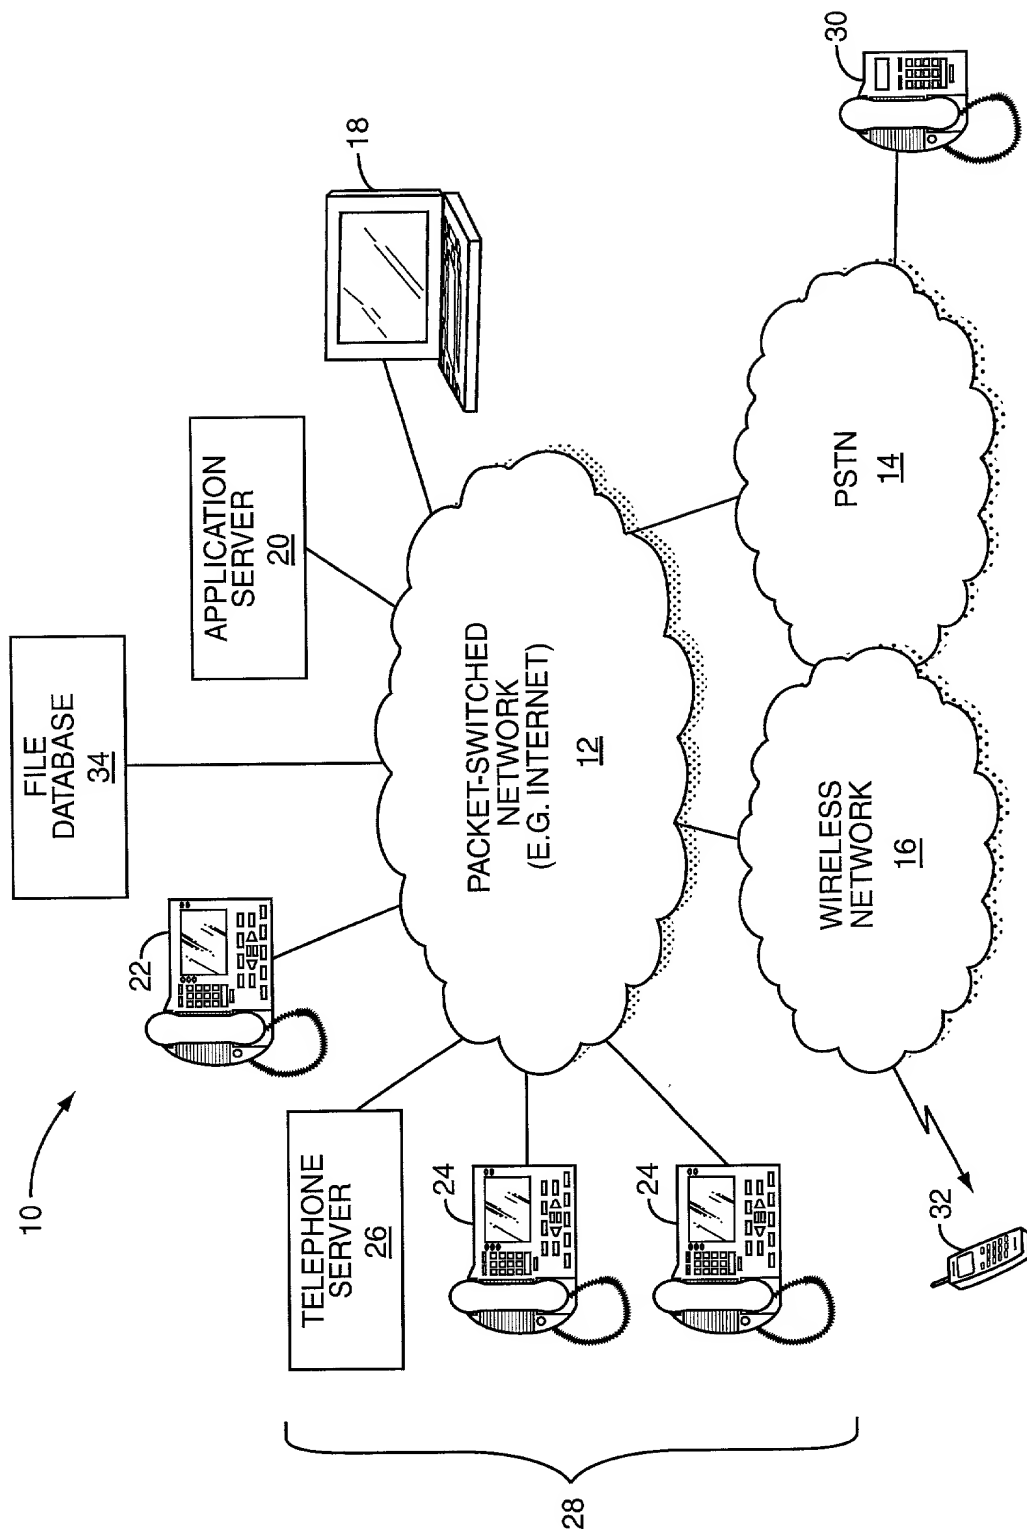 10
22
FILE
DATABASE
34
APPLICATION
SERVER
20
18
TELEPHONE
SERVER
26
24
24
28
PACKET-SWITCHED
NETWORK
(E.G. INTERNET)
12
WIRELESS
NETWORK
16
PSTN
14
32
30